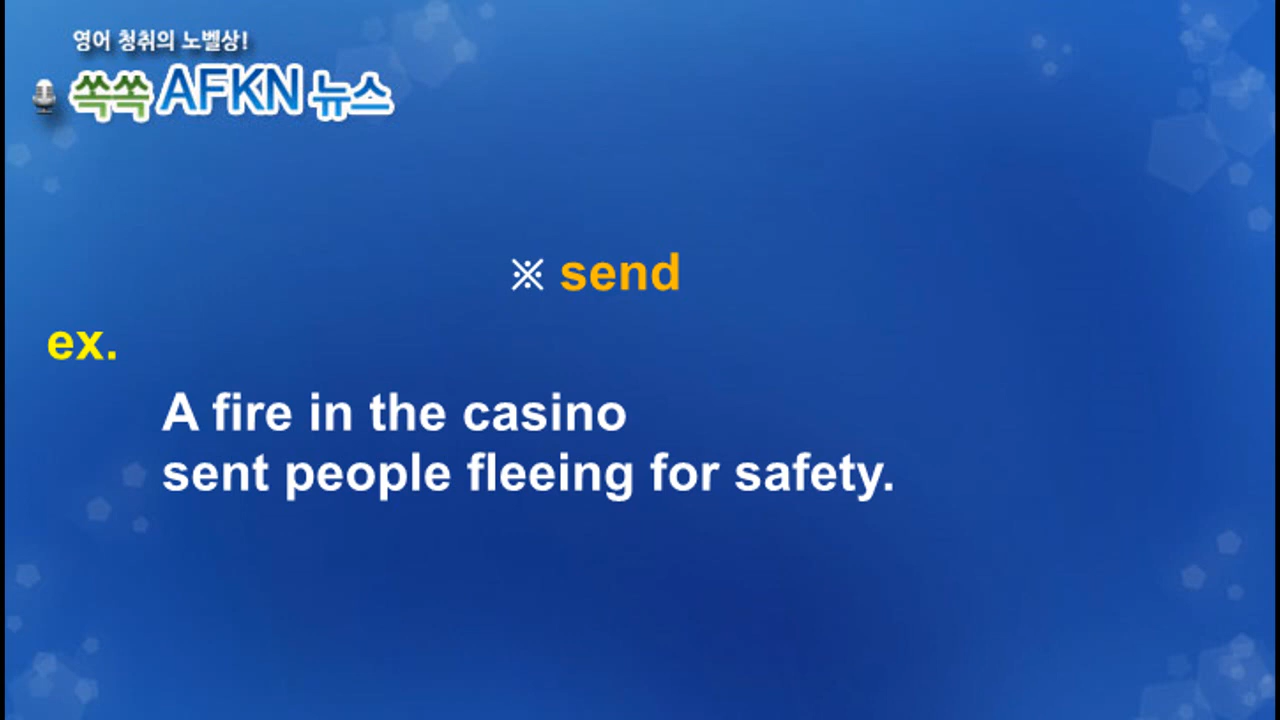 영어 청취의 노벨상!
쏙쏙 AFKN 뉴스
※ send
ex.
A fire in the casino
sent people fleeing for safety.